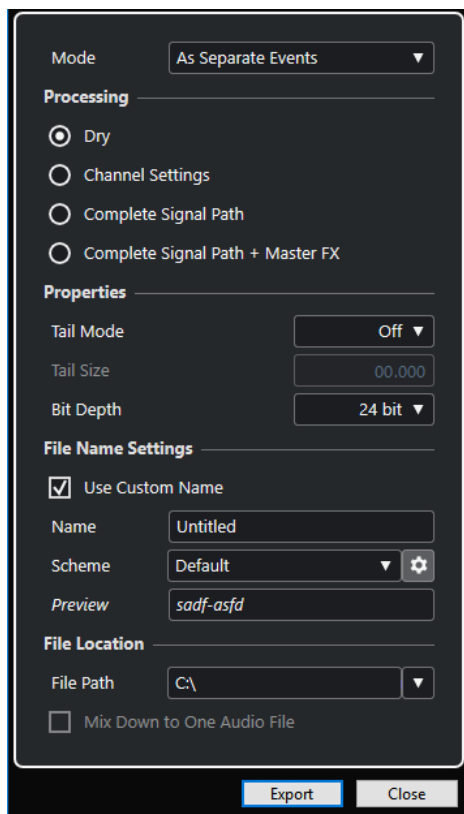 Mode As Separate Events
Processing
Dry
Channel Settings
Complete Signal Path
Complete Signal Path + Master FX
Properties
Tail Mode Off
Tail Size 00.000
Bit Depth 24 bit
File Name Settings
Use Custom Name
Name Untitled
Scheme Default
Preview sadf-asfd
File Location
File Path C:\
Mix Down to One Audio File
Export Close